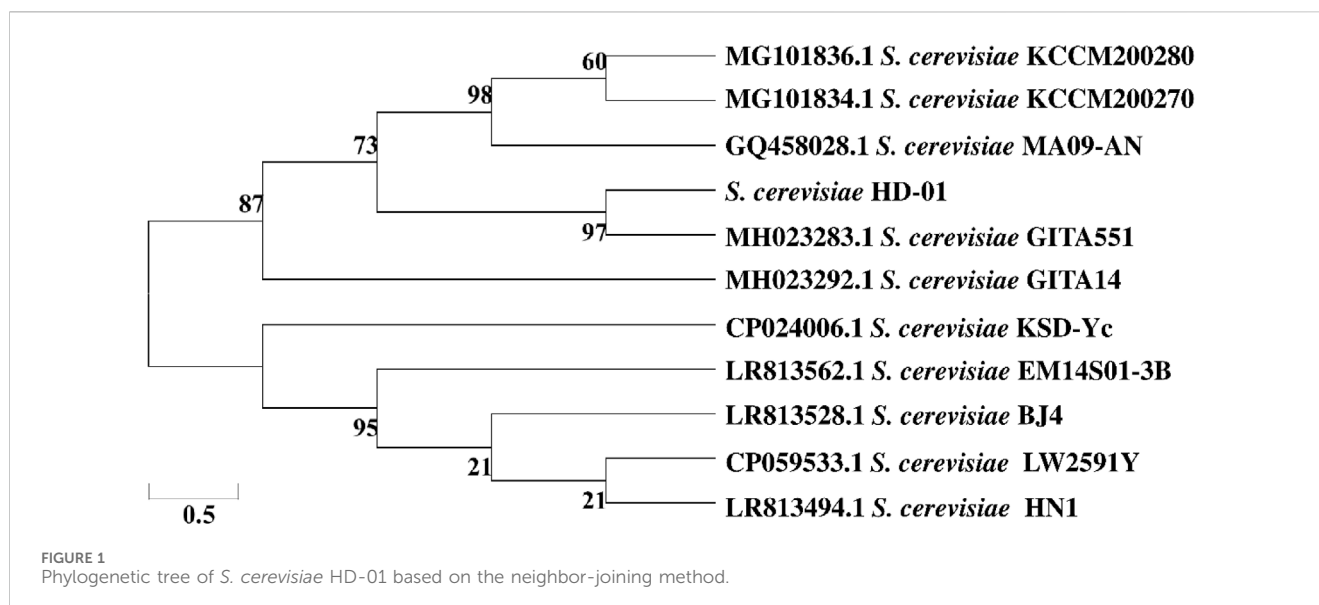 60
MG101836.1 S. cerevisiae KCCM200280
MG101834.1 S. cerevisiae KCCM200270
98
GQ458028.1 S. cerevisiae MA09-AN
73
S. cerevisiae HD-01
97
MH023283.1 S. cerevisiae GITA551
87
MH023292.1 S. cerevisiae GITA14
CP024006.1 S. cerevisiae KSD-Yc
LR813562.1 S. cerevisiae EM14S01-3B
95
LR813528.1 S. cerevisiae BJ4
21
CP059533.1 S. cerevisiae LW2591Y
21
LR813494.1 S. cerevisiae HN1
0.5
FIGURE 1
Phylogenetic tree of S. cerevisiae HD-01 based on the neighbor-joining method.